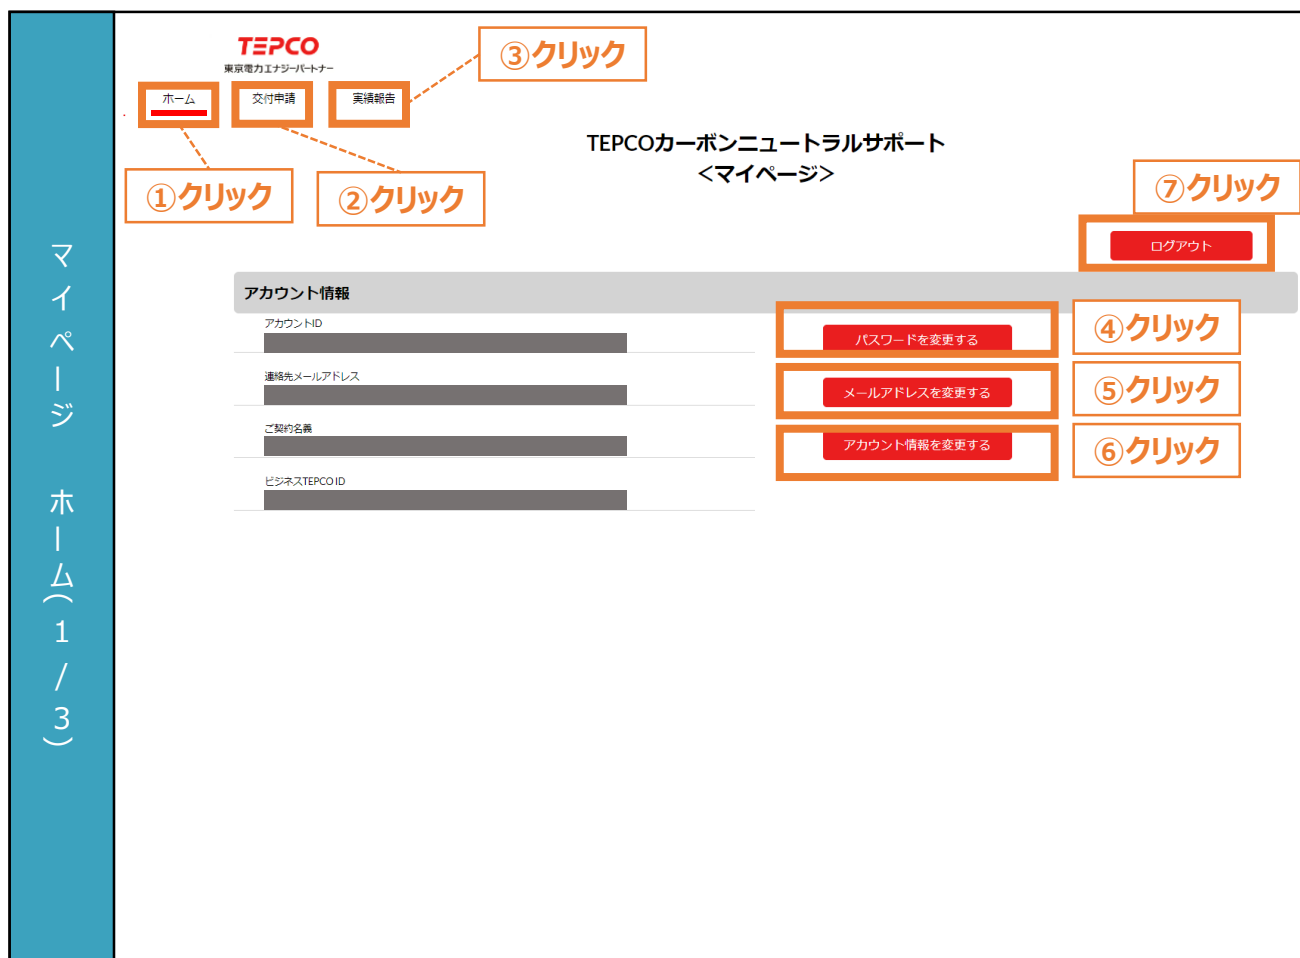 マイページ　ホーム(1/3)
TEPCO
東京電力エナジーパートナー
③クリック
ホーム
交付申請
実績報告
TEPCOカーボンニュートラルサポート
<マイページ>
①クリック
②クリック
⑦クリック
ログアウト
アカウント情報
アカウントID
パスワードを変更する
④クリック
連絡先メールアドレス
メールアドレスを変更する
⑤クリック
ご契約名義
アカウント情報を変更する
⑥クリック
ビジネスTEPCO ID